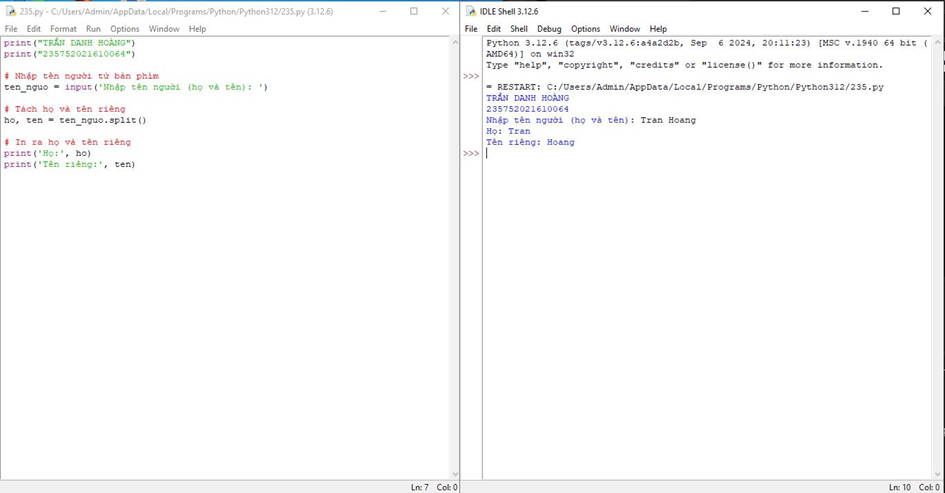 235.py - C:/Users/Admin/AppData/Local/Programs/Python/Python312/235.py (3.12.6)
File Edit Format Run Options Window Help
print("TRẦN DANH HOÀNG")
print("235752021610064")
# Nhập tên người từ bàn phím
ten_nguo = input('Nhập tên người (họ và tên): ')
# Tách họ và tên riêng
ho, ten = ten_nguo.split()
# In ra họ và tên riêng
print('Họ:', ho)
print('Tên riêng:', ten)
Ln: 7 Col: 0
IDLE Shell 3.12.6
File Edit Shell Debug Options Window Help
Python 3.12.6 (tags/v3.12.6:a4a2d2b, Sep  6 2024, 20:11:23) [MSC v.1940 64 bit (
AMD64)] on win32
Type "help", "copyright", "credits" or "license()" for more information.
>>>
= RESTART: C:/Users/Admin/AppData/Local/Programs/Python/Python312/235.py
TRẦN DANH HOÀNG
235752021610064
Nhập tên người (họ và tên): Tran Hoang
Họ: Tran
Tên riêng: Hoang
>>>
Ln: 10 Col: 0